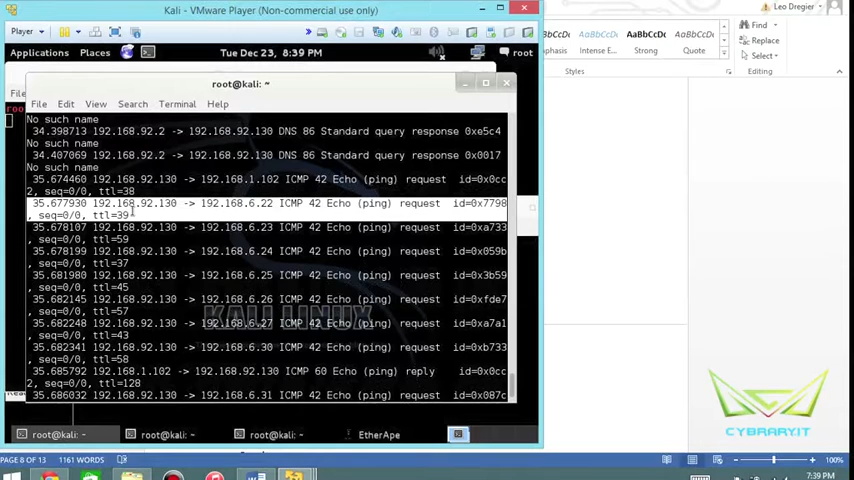 Kali - VMware Player (Non-commercial use only)
Leo Dregier
Player
Applications Places Tue Dec 23, 8:39 PM root
root@kali: ~
File Edit View Search Terminal Help
No such name
34.398713 192.168.92.2 -> 192.168.92.130 DNS 86 Standard query response 0xe5c4
No such name
34.407069 192.168.92.2 -> 192.168.92.130 DNS 86 Standard query response 0x0017
No such name
35.674460 192.168.92.130 -> 192.168.1.102 ICMP 42 Echo (ping) request id=0x0cc
2, seq=0/0, ttl=38
35.677930 192.168.92.130 -> 192.168.6.22 ICMP 42 Echo (ping) request id=0x7798
, seq=0/0, ttl=39
35.678107 192.168.92.130 -> 192.168.6.23 ICMP 42 Echo (ping) request id=0xa733
, seq=0/0, ttl=59
35.678199 192.168.92.130 -> 192.168.6.24 ICMP 42 Echo (ping) request id=0x059b
, seq=0/0, ttl=37
35.681980 192.168.92.130 -> 192.168.6.25 ICMP 42 Echo (ping) request id=0x3b59
, seq=0/0, ttl=45
35.682145 192.168.92.130 -> 192.168.6.26 ICMP 42 Echo (ping) request id=0xfde7
, seq=0/0, ttl=57
35.682248 192.168.92.130 -> 192.168.6.27 ICMP 42 Echo (ping) request id=0xa7a1
, seq=0/0, ttl=43
35.682341 192.168.92.130 -> 192.168.6.30 ICMP 42 Echo (ping) request id=0xb733
, seq=0/0, ttl=58
35.685792 192.168.1.102 -> 192.168.92.130 ICMP 60 Echo (ping) reply id=0x0cc
2, seq=0/0, ttl=128
35.686032 192.168.92.130 -> 192.168.6.31 ICMP 42 Echo (ping) request id=0x087c
KALI LINUX
root@kali: ~ root@kali: ~ root@kali: ~ EtherApe
AaBbCcDc AaBbCcDc AaBbCcDc
Intense E... Strong
Styles
Find
Replace
Select
Editing
CYBRARY.IT
PAGE 8 OF 13 1161 WORDS
100%
7:39 PM